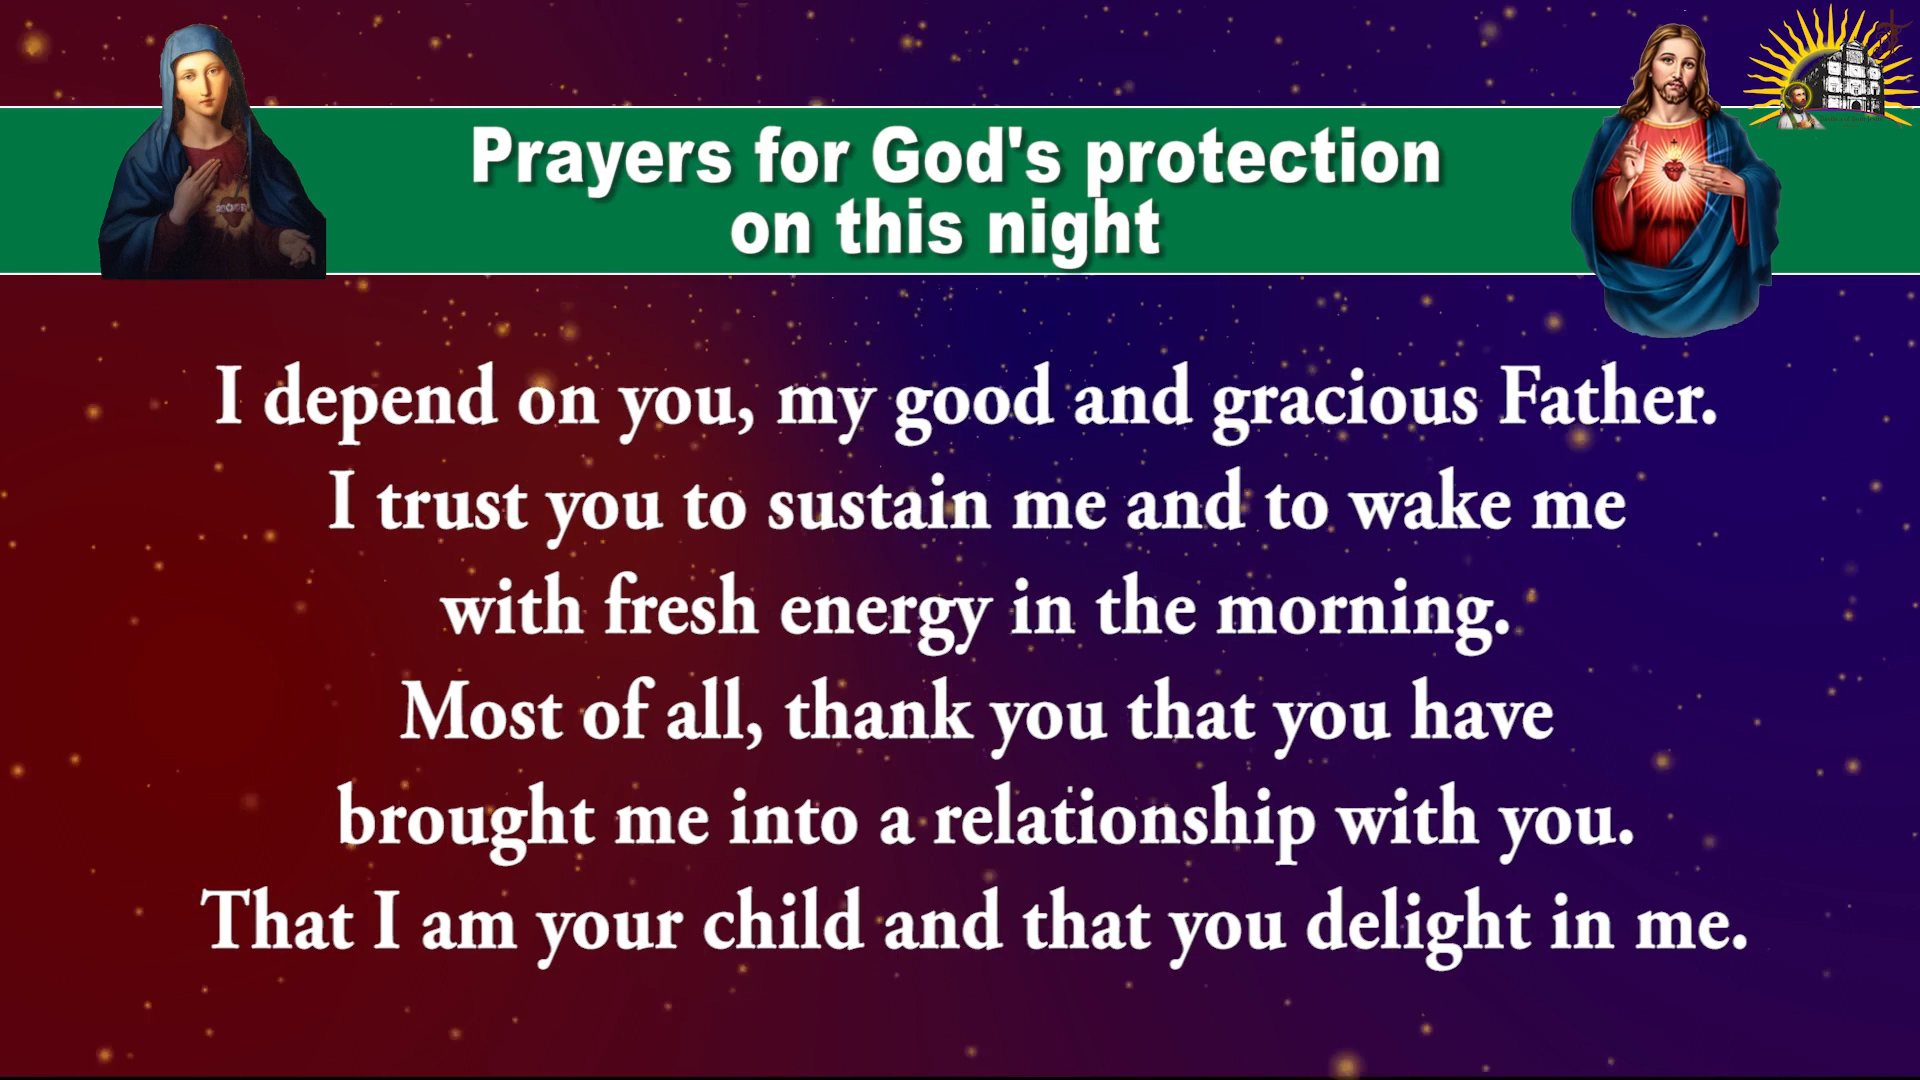 Prayers for God's protection
on this night
I depend on you, my good and gracious Father.
I trust you to sustain me and to wake me
with fresh energy in the morning.
Most of all, thank you that you have
brought me into a relationship with you.
That I am your child and that you delight in me.